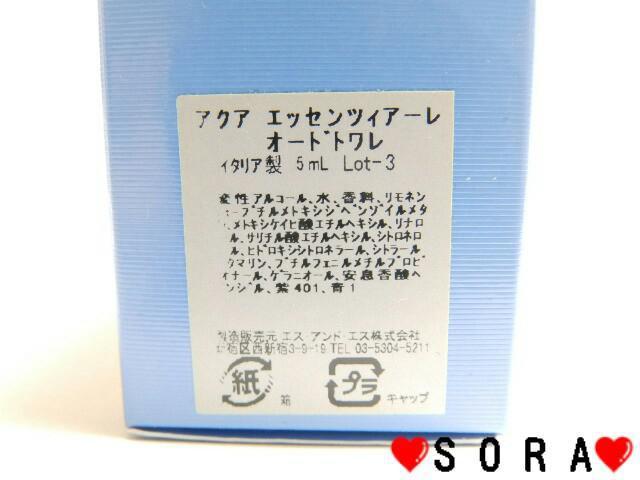 アクア エッセンツィアーレ
オードトワレ
イタリア製 5mL Lot-3
変性アルコール、水、香料、リモネン
t-ブチルメトキシジベンゾイルメタ
、メトキシケイヒ酸エチルヘキシル、リナロ
ル、サリチル酸エチルヘキシル、シトロネロ
ル、ヒドロキシシトロネラール、シトラール
クマリン、ブチルフェニルメチルプロピ
イナール、ゲラニオール、安息香酸ヘ
ンジル、紫401、青1
製造販売元 エス・アンド・エス株式会社
宿区西新宿3-9-19 TEL 03-5304-5211
紙
箱
プラ
キャップ
♥SORA♥